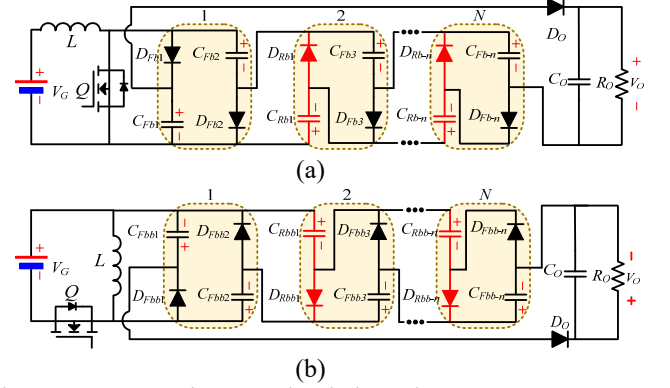 1
2
N
L
D_Fb1
C_Fb2
D_Rb1
C_Fb3
D_Rb-n
C_Fb-n
D_O
V_G
Q
C_Fb1
D_Fb2
C_Rb1
D_Fb3
C_Rb-n
D_Fb-n
C_O
R_O
V_O
(a)
1
2
N
C_Fbb1
D_Fbb2
C_Rbb1
D_Fbb3
C_Rbb-n
D_Fbb-n
V_G
L
Q
D_Fbb1
C_Fbb2
D_Rbb1
C_Fbb3
D_Rbb-n
C_Fbb-n
C_O
R_O
V_O
D_O
(b)